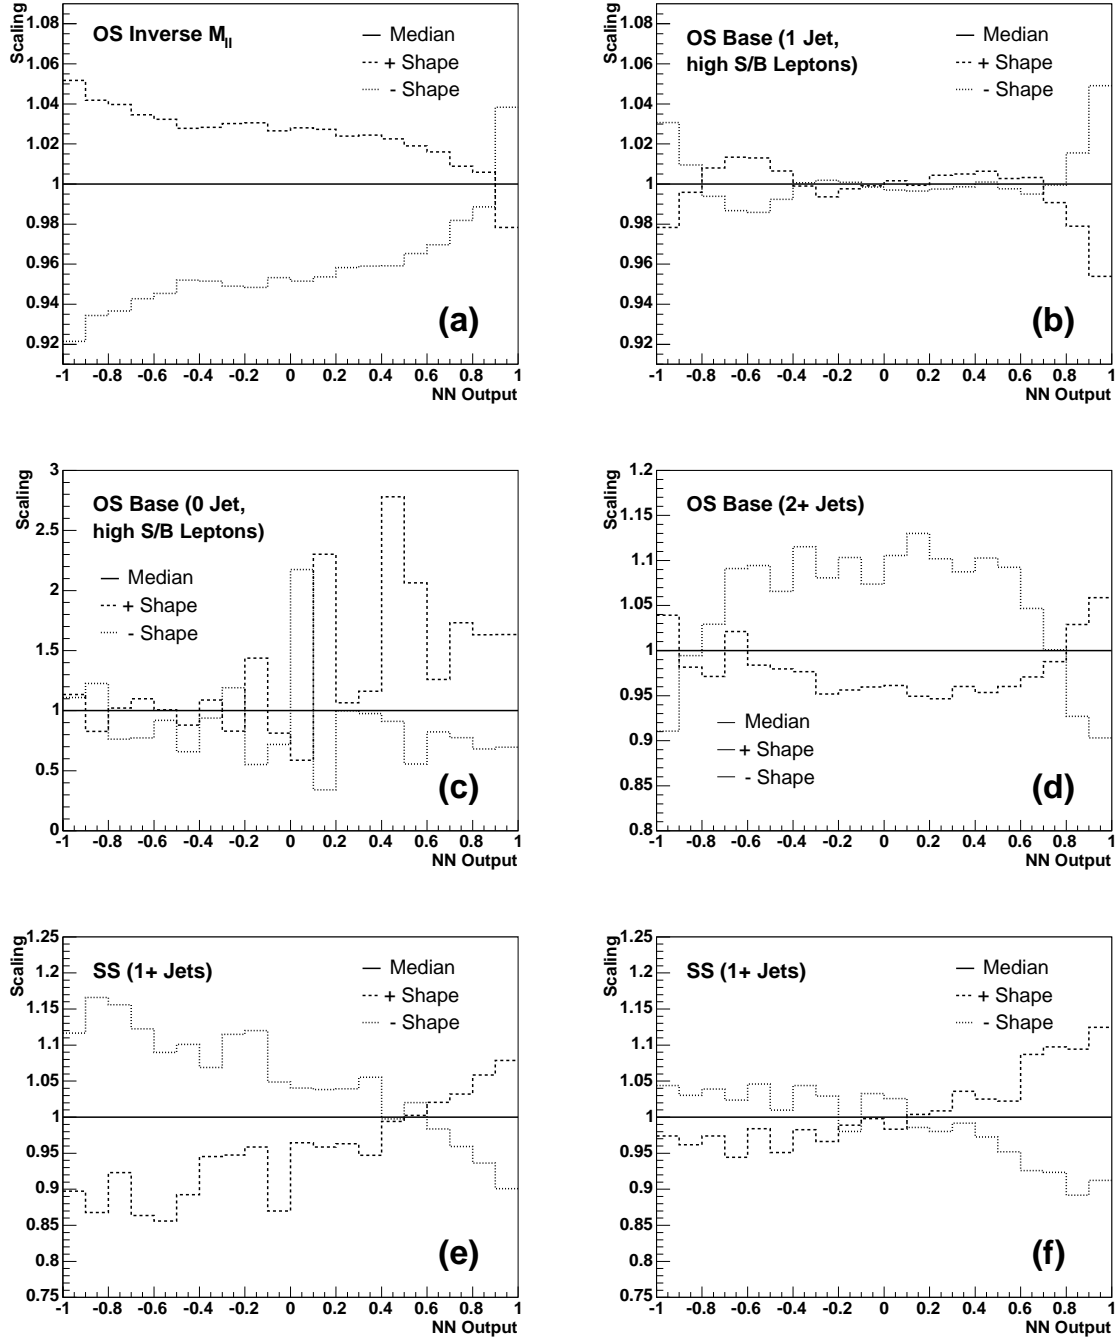 Scaling
1.08
1.06
1.04
1.02
1
0.98
0.96
0.94
0.92
OS Inverse M_ll
Median
+ Shape
- Shape
(a)
-1 -0.8 -0.6 -0.4 -0.2 0 0.2 0.4 0.6 0.8 1
NN Output
Scaling
1.08
1.06
1.04
1.02
1
0.98
0.96
0.94
0.92
OS Base (1 Jet,
high S/B Leptons)
Median
+ Shape
- Shape
(b)
-1 -0.8 -0.6 -0.4 -0.2 0 0.2 0.4 0.6 0.8 1
NN Output
Scaling
3
2.5
2
1.5
1
0.5
0
OS Base (0 Jet,
high S/B Leptons)
Median
+ Shape
- Shape
(c)
-1 -0.8 -0.6 -0.4 -0.2 0 0.2 0.4 0.6 0.8 1
NN Output
Scaling
1.2
1.15
1.1
1.05
1
0.95
0.9
0.85
0.8
OS Base (2+ Jets)
Median
+ Shape
- Shape
(d)
-1 -0.8 -0.6 -0.4 -0.2 0 0.2 0.4 0.6 0.8 1
NN Output
Scaling
1.25
1.2
1.15
1.1
1.05
1
0.95
0.9
0.85
0.8
0.75
SS (1+ Jets)
Median
+ Shape
- Shape
(e)
-1 -0.8 -0.6 -0.4 -0.2 0 0.2 0.4 0.6 0.8 1
NN Output
Scaling
1.25
1.2
1.15
1.1
1.05
1
0.95
0.9
0.85
0.8
0.75
SS (1+ Jets)
Median
+ Shape
- Shape
(f)
-1 -0.8 -0.6 -0.4 -0.2 0 0.2 0.4 0.6 0.8 1
NN Output